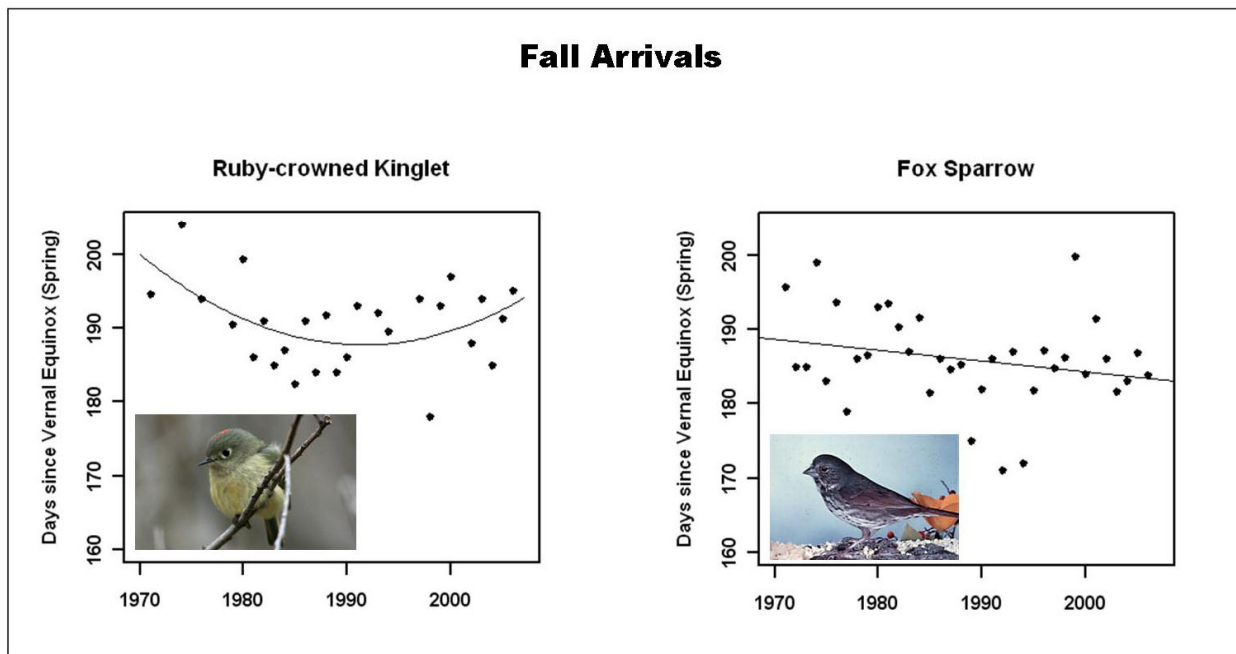 Fall Arrivals
Ruby-crowned Kinglet
Days since Vernal Equinox (Spring)
200
190
180
170
160
1970 1980 1990 2000
Fox Sparrow
Days since Vernal Equinox (Spring)
200
190
180
170
160
1970 1980 1990 2000